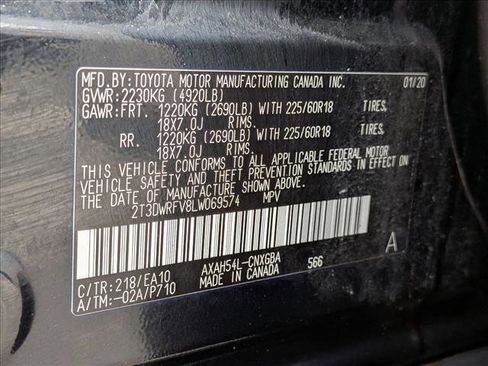 MFD. BY: TOYOTA MOTOR MANUFACTURING CANADA INC. 01/20
GVWR: 2230KG (4920LB)
GAWR: FRT. 1220KG (2690LB) WITH 225/60R18 TIRES,
18X7.0J RIMS.
RR. 1220KG (2690LB) WITH 225/60R18 TIRES,
18X7.0J RIMS.
THIS VEHICLE CONFORMS TO ALL APPLICABLE FEDERAL MOTOR
VEHICLE SAFETY AND THEFT PREVENTION STANDARDS IN EFFECT ON
THE DATE OF MANUFACTURE SHOWN ABOVE.
2T3DWRFV8LW069574 MPV
AXAH54L-CNXGBA 566 A
C/TR: 218/EA10 MADE IN CANADA
A/TM: -02A/P710